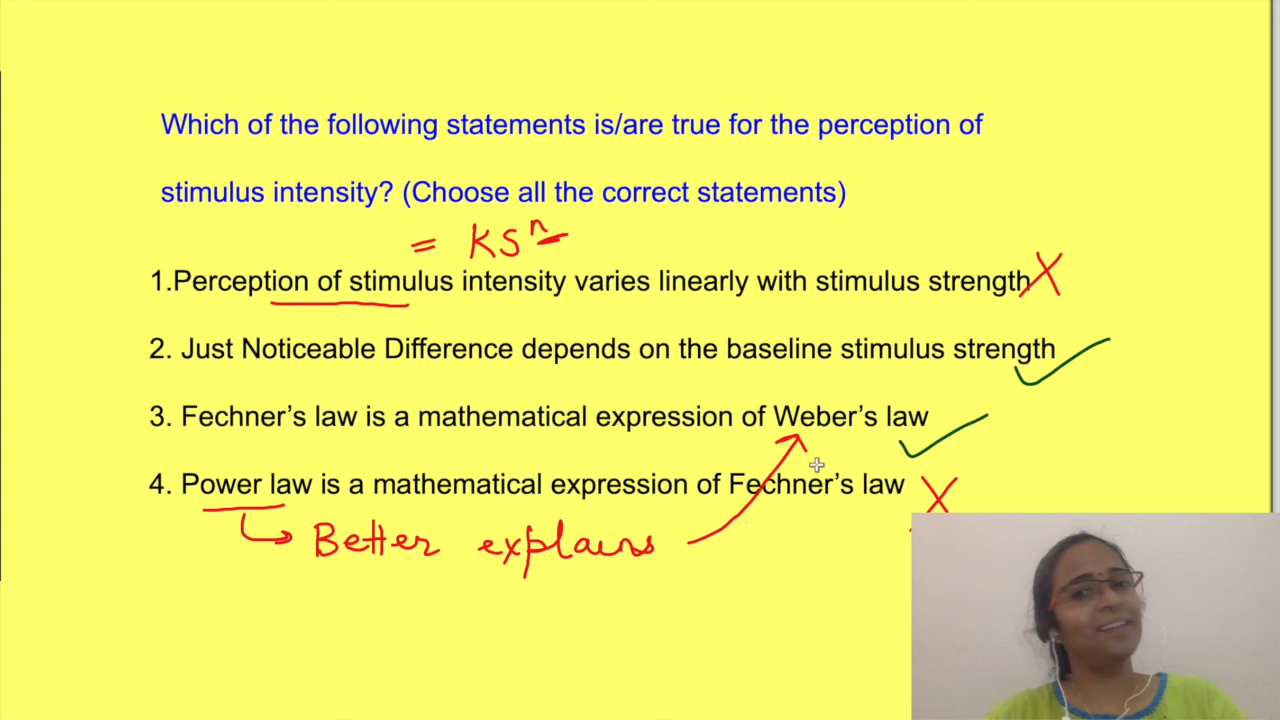 Which of the following statements is/are true for the perception of
stimulus intensity? (Choose all the correct statements)
= KSⁿ
1.Perception of stimulus intensity varies linearly with stimulus strength
2. Just Noticeable Difference depends on the baseline stimulus strength
3. Fechner’s law is a mathematical expression of Weber’s law
4. Power law is a mathematical expression of Fechner’s law
Better explains